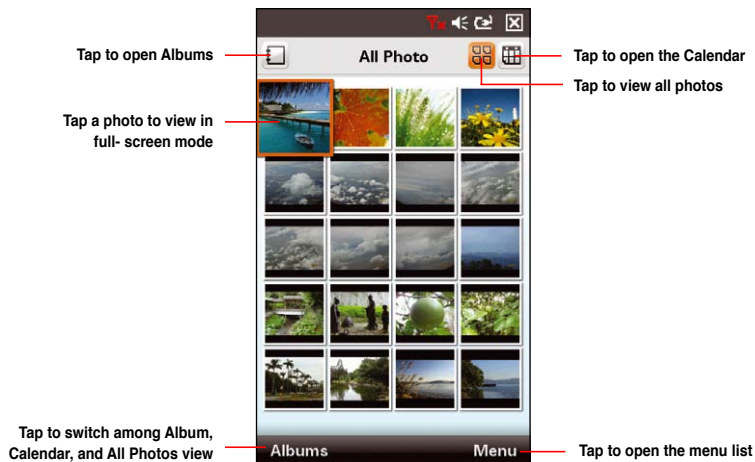 Tap to open Albums
All Photo
Tap to open the Calendar
Tap to view all photos
Tap a photo to view in
full- screen mode
Tap to switch among Album,
Calendar, and All Photos view
Albums
Menu
Tap to open the menu list